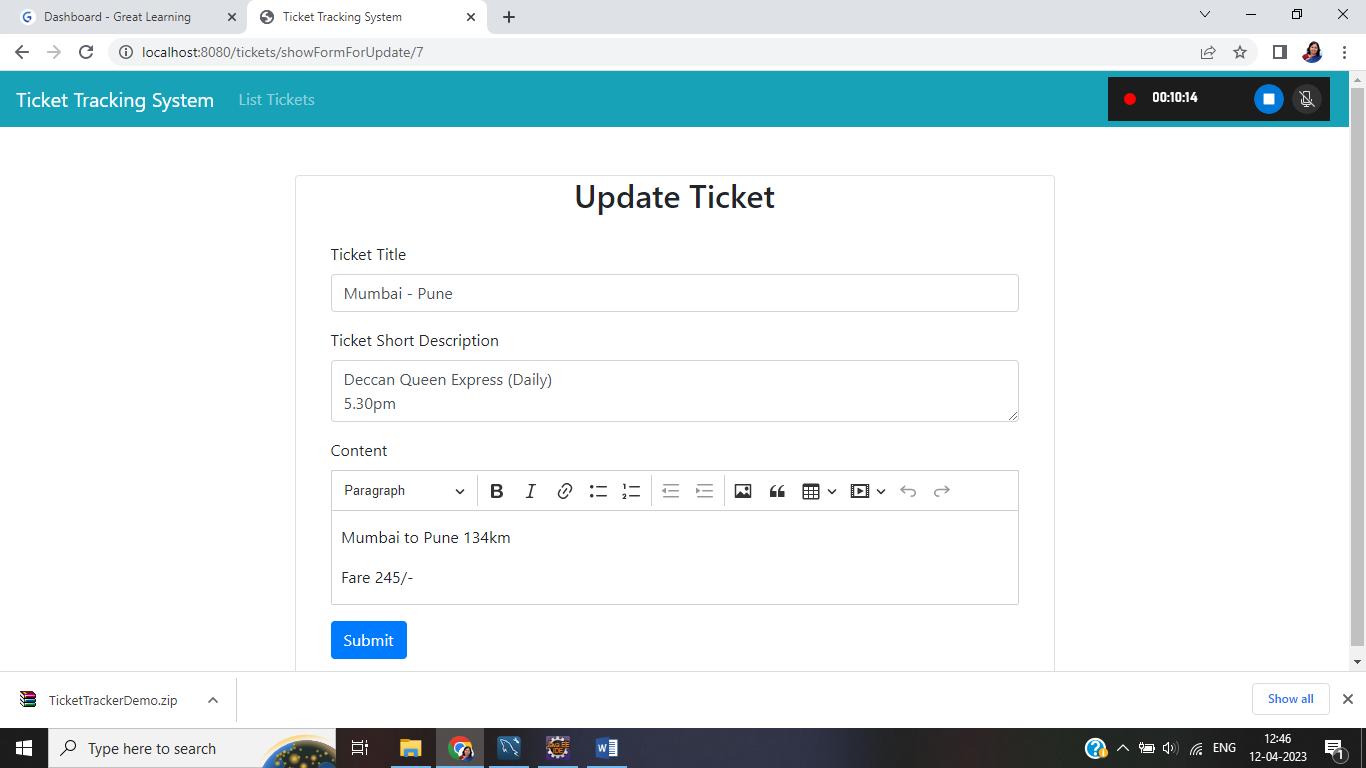 Dashboard - Great Learning
Ticket Tracking System
localhost:8080/tickets/showFormForUpdate/7
Ticket Tracking System
List Tickets
00:10:14
Update Ticket
Ticket Title
Mumbai - Pune
Ticket Short Description
Deccan Queen Express (Daily)
5.30pm
Content
Paragraph
Mumbai to Pune 134km
Fare 245/-
Submit
TicketTrackerDemo.zip
Show all
Type here to search
ENG
12:46
12-04-2023
1